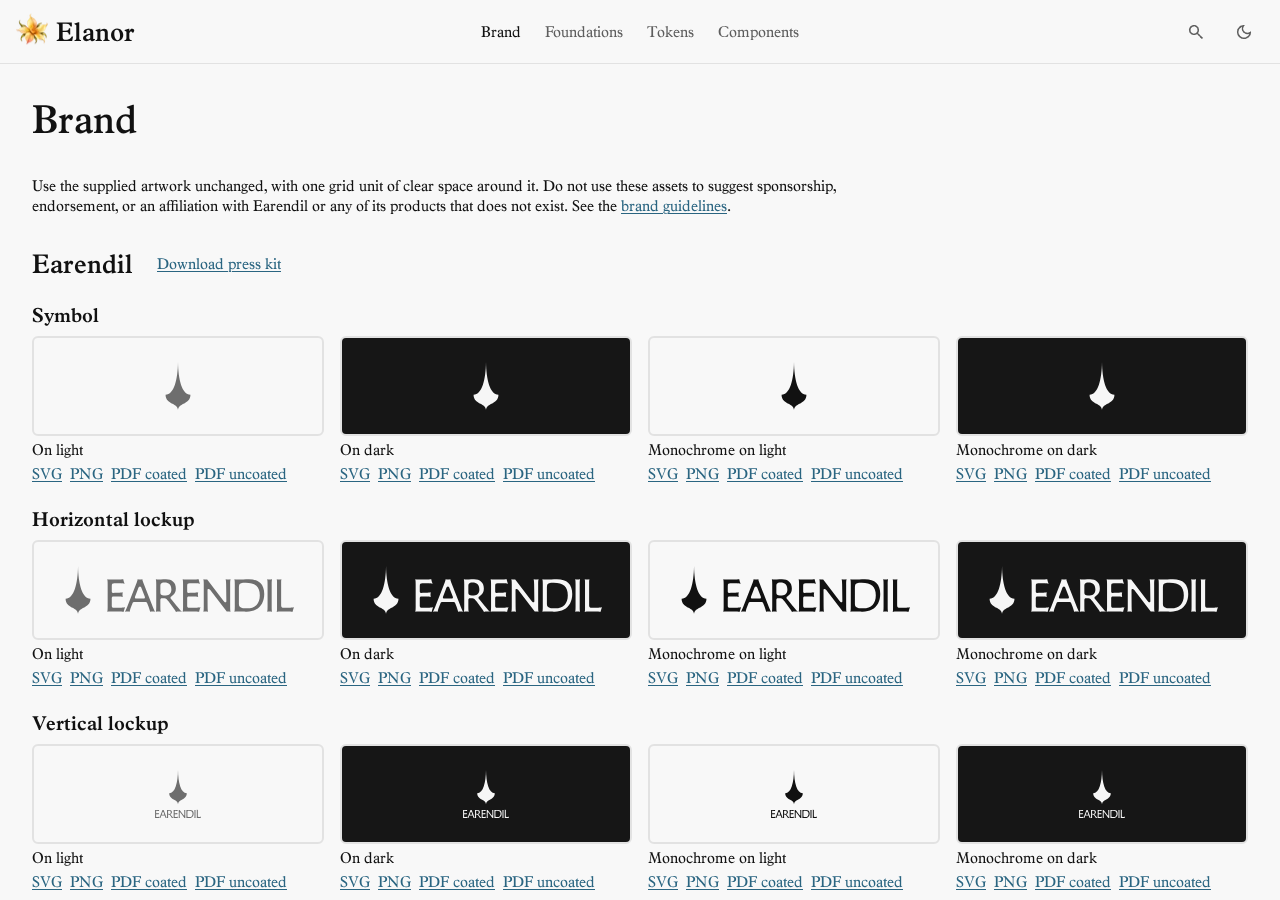 Elanor
Brand Foundations Tokens Components
Brand
Use the supplied artwork unchanged, with one grid unit of clear space around it. Do not use these assets to suggest sponsorship,
endorsement, or an affiliation with Earendil or any of its products that does not exist. See the brand guidelines.
Earendil Download press kit
Symbol
On light On dark Monochrome on light Monochrome on dark
SVG PNG PDF coated PDF uncoated SVG PNG PDF coated PDF uncoated SVG PNG PDF coated PDF uncoated SVG PNG PDF coated PDF uncoated
Horizontal lockup
EARENDIL EARENDIL EARENDIL EARENDIL
On light On dark Monochrome on light Monochrome on dark
SVG PNG PDF coated PDF uncoated SVG PNG PDF coated PDF uncoated SVG PNG PDF coated PDF uncoated SVG PNG PDF coated PDF uncoated
Vertical lockup
EARENDIL EARENDIL EARENDIL EARENDIL
On light On dark Monochrome on light Monochrome on dark
SVG PNG PDF coated PDF uncoated SVG PNG PDF coated PDF uncoated SVG PNG PDF coated PDF uncoated SVG PNG PDF coated PDF uncoated